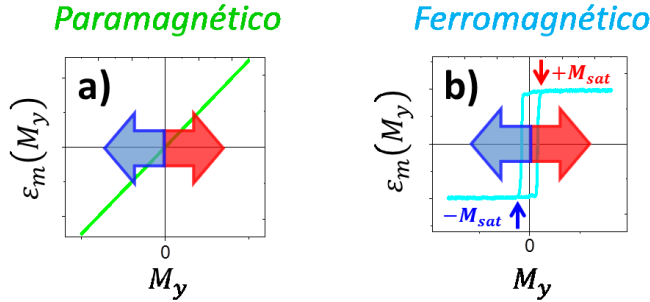 Paramagnético
a)
ε_m(M_y)
0
M_y
Ferromagnético
b)
+M_sat
ε_m(M_y)
-M_sat
0
M_y